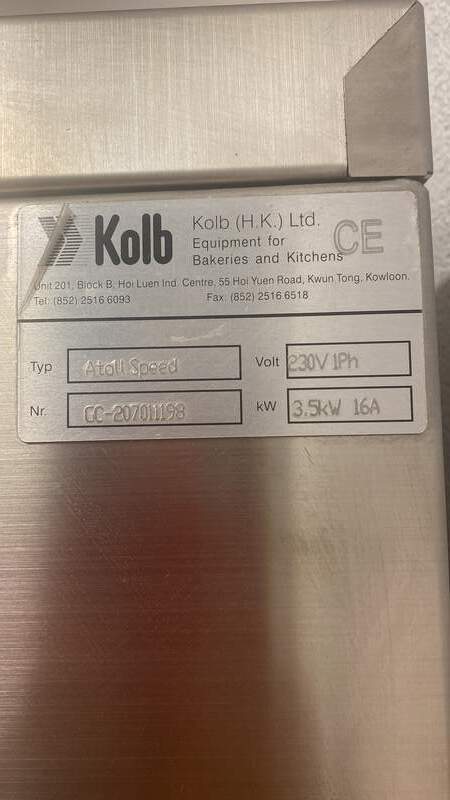 Kolb
Kolb (H.K.) Ltd.
Equipment for
Bakeries and Kitchens
CE
Unit 201, Block B, Hoi Luen Ind. Centre, 55 Hoi Yuen Road, Kwun Tong, Kowloon.
Tel: (852) 2516 6093 Fax: (852) 2516 6518
Typ Atoll Speed Volt 230V 1Ph
Nr. CC-207011198 kW 3.5kW 16A